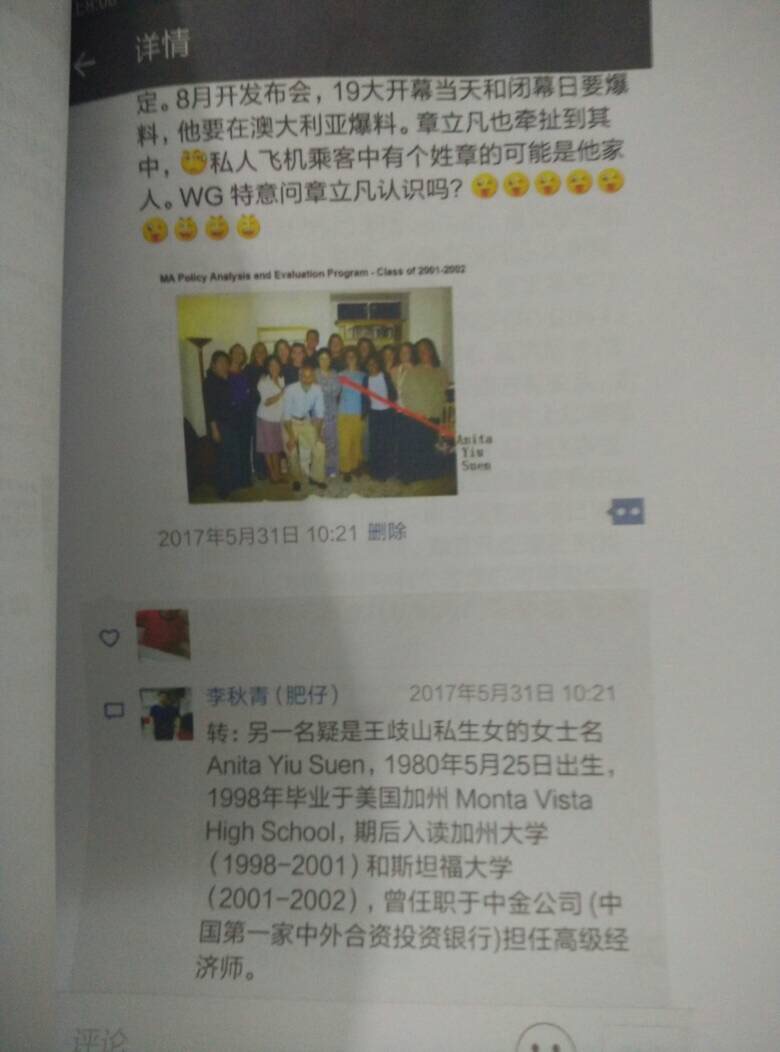 详情
定。8月开发布会，19大开幕当天和闭幕日要爆
料，他要在澳大利亚爆料。章立凡也牵扯到其
中，私人飞机乘客中有个姓章的可能是他家
人。WG 特意问章立凡认识吗？
MA Policy Analysis and Evaluation Program - Class of 2001-2002
Anita
Yiu
Suen
2017年5月31日 10:21 删除
李秋青（肥仔） 2017年5月31日 10:21
转：另一名疑是王歧山私生女的女士名
Anita Yiu Suen，1980年5月25日出生，
1998年毕业于美国加州 Monta Vista
High School，期后入读加州大学
（1998-2001）和斯坦福大学
（2001-2002），曾任职于中金公司 (中
国第一家中外合资投资银行)担任高级经
济师。
评论